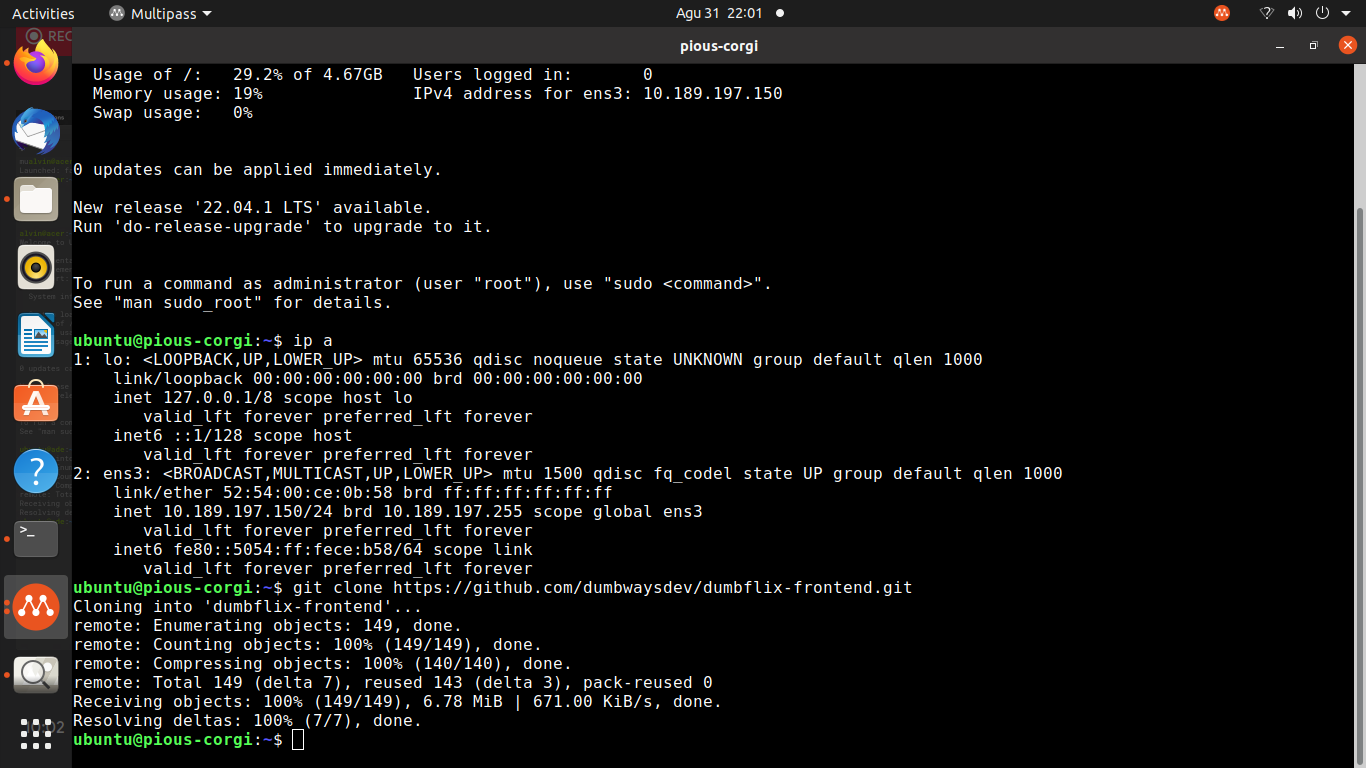 Activities
Multipass
Agu 31 22:01
REC
pious-corgi
Usage of /: 29.2% of 4.67GB Users logged in: 0
Memory usage: 19% IPv4 address for ens3: 10.189.197.150
Swap usage: 0%
0 updates can be applied immediately.
New release '22.04.1 LTS' available.
Run 'do-release-upgrade' to upgrade to it.
To run a command as administrator (user "root"), use "sudo <command>".
See "man sudo_root" for details.
ubuntu@pious-corgi:~$ ip a
1: lo: <LOOPBACK,UP,LOWER_UP> mtu 65536 qdisc noqueue state UNKNOWN group default qlen 1000
link/loopback 00:00:00:00:00:00 brd 00:00:00:00:00:00
inet 127.0.0.1/8 scope host lo
valid_lft forever preferred_lft forever
inet6 ::1/128 scope host
valid_lft forever preferred_lft forever
2: ens3: <BROADCAST,MULTICAST,UP,LOWER_UP> mtu 1500 qdisc fq_codel state UP group default qlen 1000
link/ether 52:54:00:ce:0b:58 brd ff:ff:ff:ff:ff:ff
inet 10.189.197.150/24 brd 10.189.197.255 scope global ens3
valid_lft forever preferred_lft forever
inet6 fe80::5054:ff:fece:b58/64 scope link
valid_lft forever preferred_lft forever
ubuntu@pious-corgi:~$ git clone https://github.com/dumbwaysdev/dumbflix-frontend.git
Cloning into 'dumbflix-frontend'...
remote: Enumerating objects: 149, done.
remote: Counting objects: 100% (149/149), done.
remote: Compressing objects: 100% (140/140), done.
remote: Total 149 (delta 7), reused 143 (delta 3), pack-reused 0
Receiving objects: 100% (149/149), 6.78 MiB | 671.00 KiB/s, done.
Resolving deltas: 100% (7/7), done.
ubuntu@pious-corgi:~$